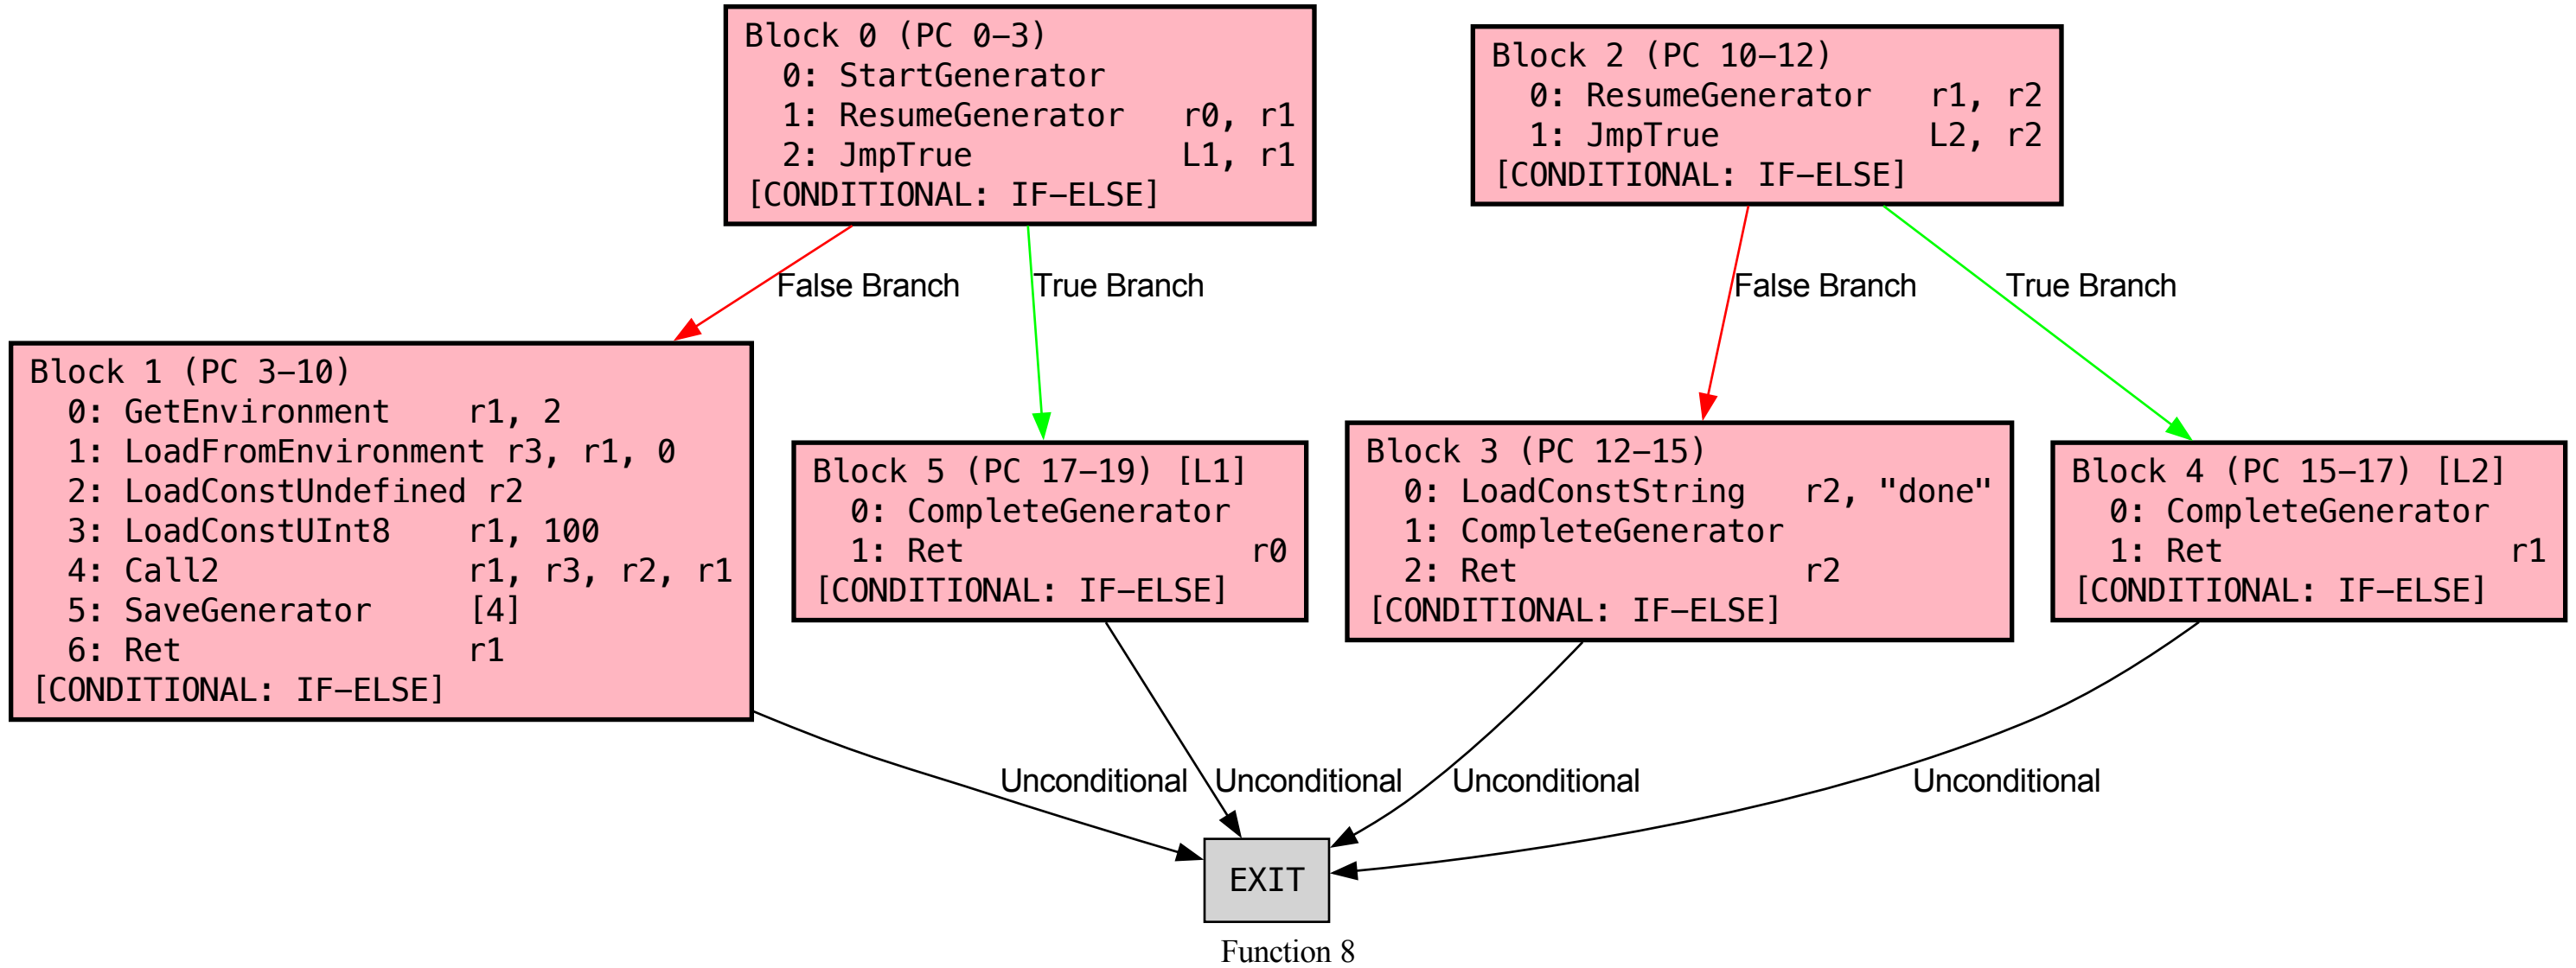 Block 0 (PC 0–3)
0: StartGenerator
1: ResumeGenerator r0, r1
2: JmpTrue L1, r1
[CONDITIONAL: IF–ELSE]
Block 2 (PC 10–12)
0: ResumeGenerator r1, r2
1: JmpTrue L2, r2
[CONDITIONAL: IF–ELSE]
False Branch
True Branch
False Branch
True Branch
Block 1 (PC 3–10)
0: GetEnvironment r1, 2
1: LoadFromEnvironment r3, r1, 0
2: LoadConstUndefined r2
3: LoadConstUInt8 r1, 100
4: Call2 r1, r3, r2, r1
5: SaveGenerator [4]
6: Ret r1
[CONDITIONAL: IF–ELSE]
Block 5 (PC 17–19) [L1]
0: CompleteGenerator
1: Ret r0
[CONDITIONAL: IF–ELSE]
Block 3 (PC 12–15)
0: LoadConstString r2, "done"
1: CompleteGenerator
2: Ret r2
[CONDITIONAL: IF–ELSE]
Block 4 (PC 15–17) [L2]
0: CompleteGenerator
1: Ret r1
[CONDITIONAL: IF–ELSE]
Unconditional
Unconditional
Unconditional
Unconditional
EXIT
Function 8